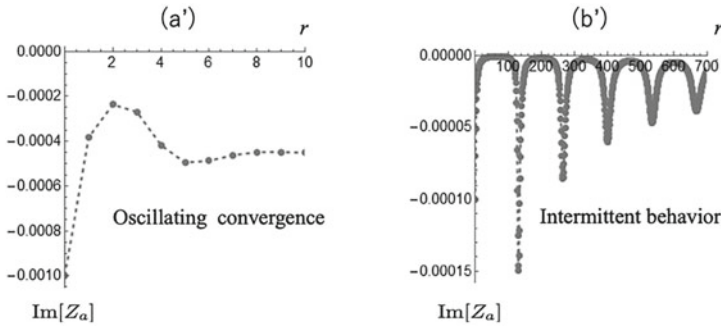 (a')
r
0.0000
2 4 6 8 10
−0.0002
−0.0004
−0.0006
−0.0008
−0.0010
Oscillating convergence
Im[Z_a]
(b')
r
0.00000
100 200 300 400 500 600 700
−0.00005
−0.00010
−0.00015
Intermittent behavior
Im[Z_a]